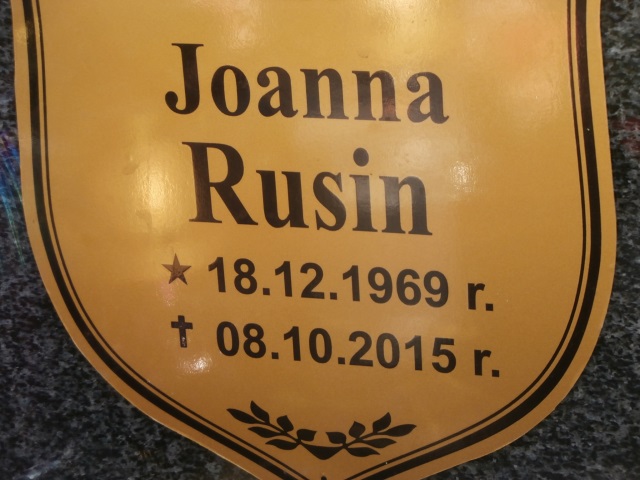 Joanna
Rusin
★ 18.12.1969 r.
✝ 08.10.2015 r.